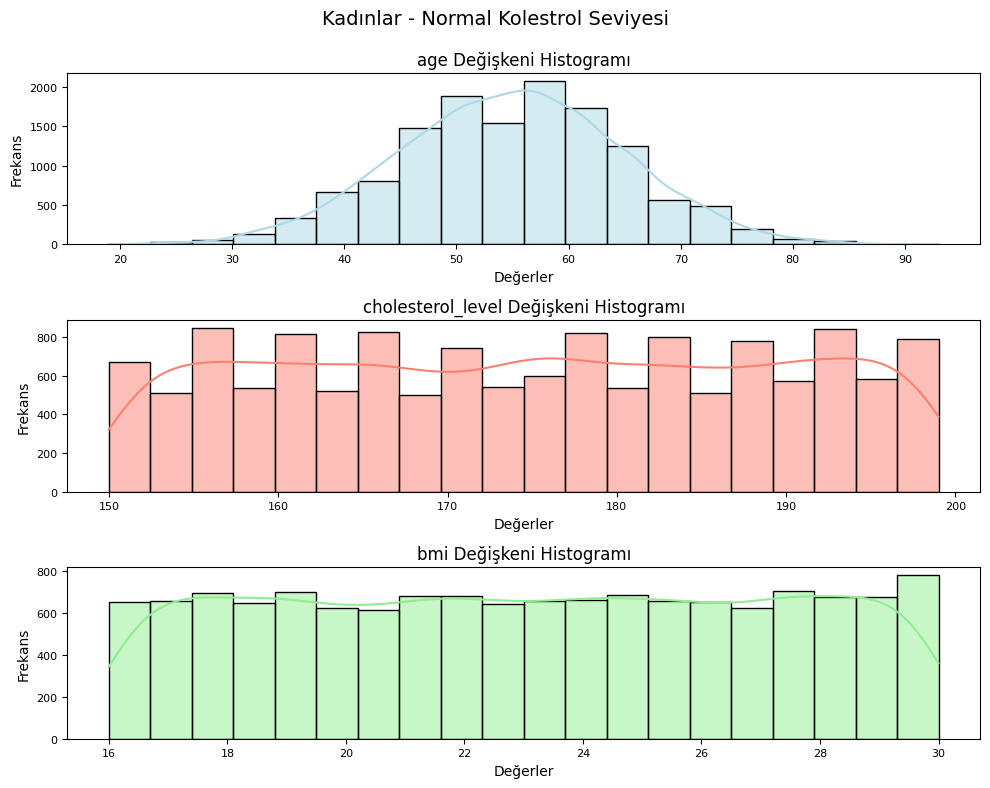 Kadınlar - Normal Kolestrol Seviyesi
age Değişkeni Histogramı
2000
1500
1000
500
0
Frekans
20 30 40 50 60 70 80 90
Değerler
cholesterol_level Değişkeni Histogramı
800
600
400
200
0
Frekans
150 160 170 180 190 200
Değerler
bmi Değişkeni Histogramı
800
600
400
200
0
Frekans
16 18 20 22 24 26 28 30
Değerler